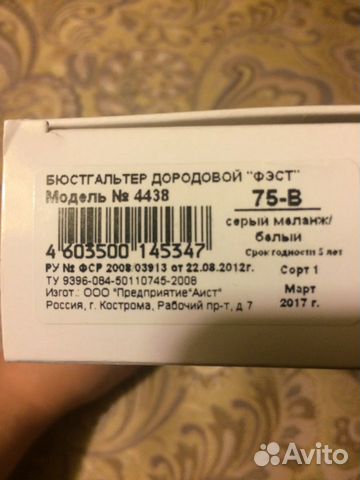 БЮСТГАЛЬТЕР ДОРОДОВОЙ "ФЭСТ"
Модель № 4438
75-В
серый меланж/
белый
4 603500 145347
Срок годности 5 лет
РУ № ФСР 2008/03913 от 22.08.2012г.
Сорт 1
ТУ 9396-084-50110745-2008
Март
2017 г.
Изгот.: ООО "Предприятие"Аист"
Россия, г. Кострома, Рабочий пр-т, д.7
Avito